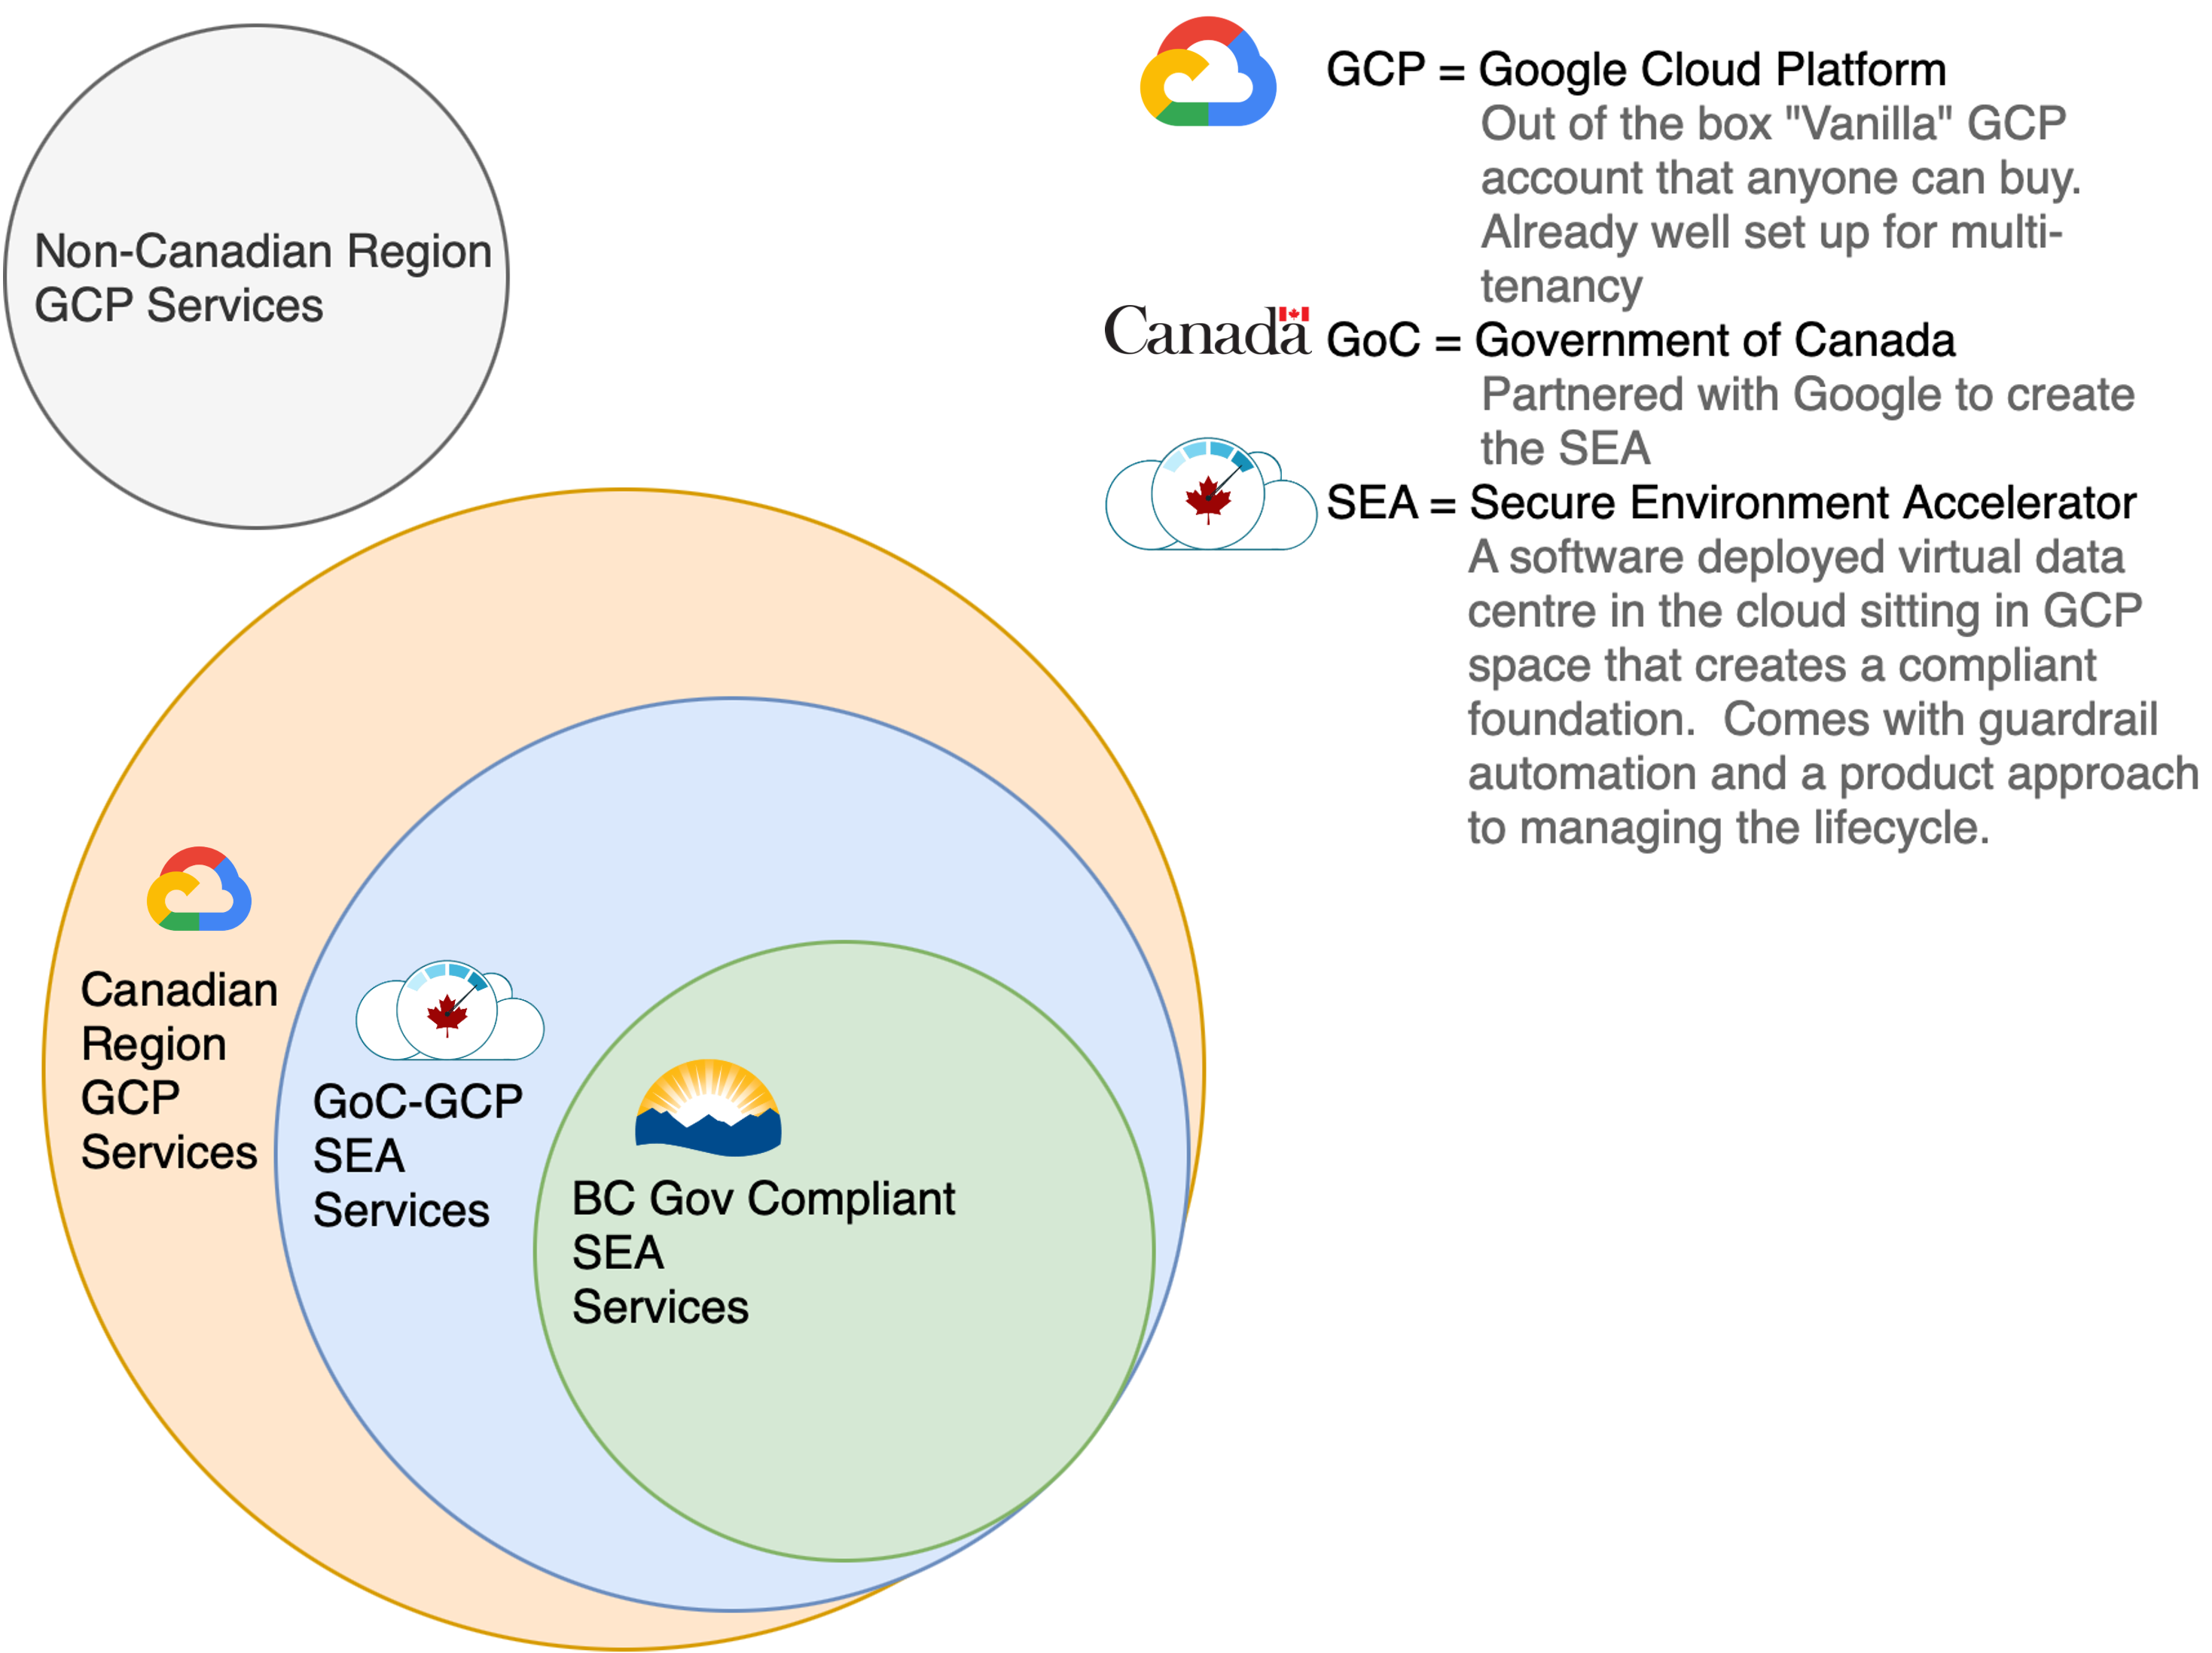 Non-Canadian Region
GCP Services
GCP = Google Cloud Platform
Out of the box "Vanilla" GCP
account that anyone can buy.
Already well set up for multi-
tenancy
Canada
GoC = Government of Canada
Partnered with Google to create
the SEA
SEA = Secure Environment Accelerator
A software deployed virtual data
centre in the cloud sitting in GCP
space that creates a compliant
foundation.  Comes with guardrail
automation and a product approach
to managing the lifecycle.
Canadian
Region
GCP
Services
GoC-GCP
SEA
Services
BC Gov Compliant
SEA
Services